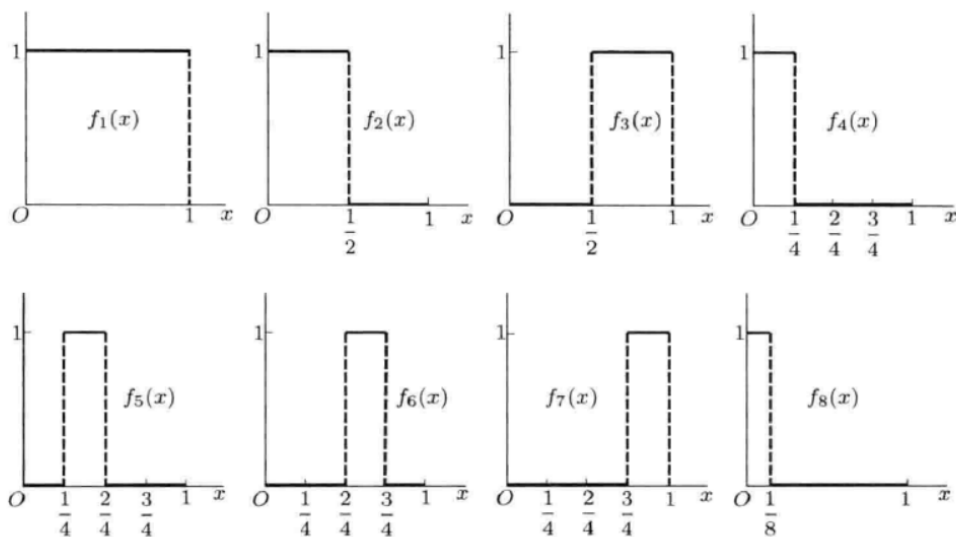 1 1 1 1
f₁(x) f₂(x) f₃(x) f₄(x)
O 1 x O 1/2 1 x O 1/2 1 x O 1/4 2/4 3/4 1 x
1 1 1 1
f₅(x) f₆(x) f₇(x) f₈(x)
O 1/4 2/4 3/4 1 x O 1/4 2/4 3/4 1 x O 1/4 2/4 3/4 1 x O 1/8 1 x